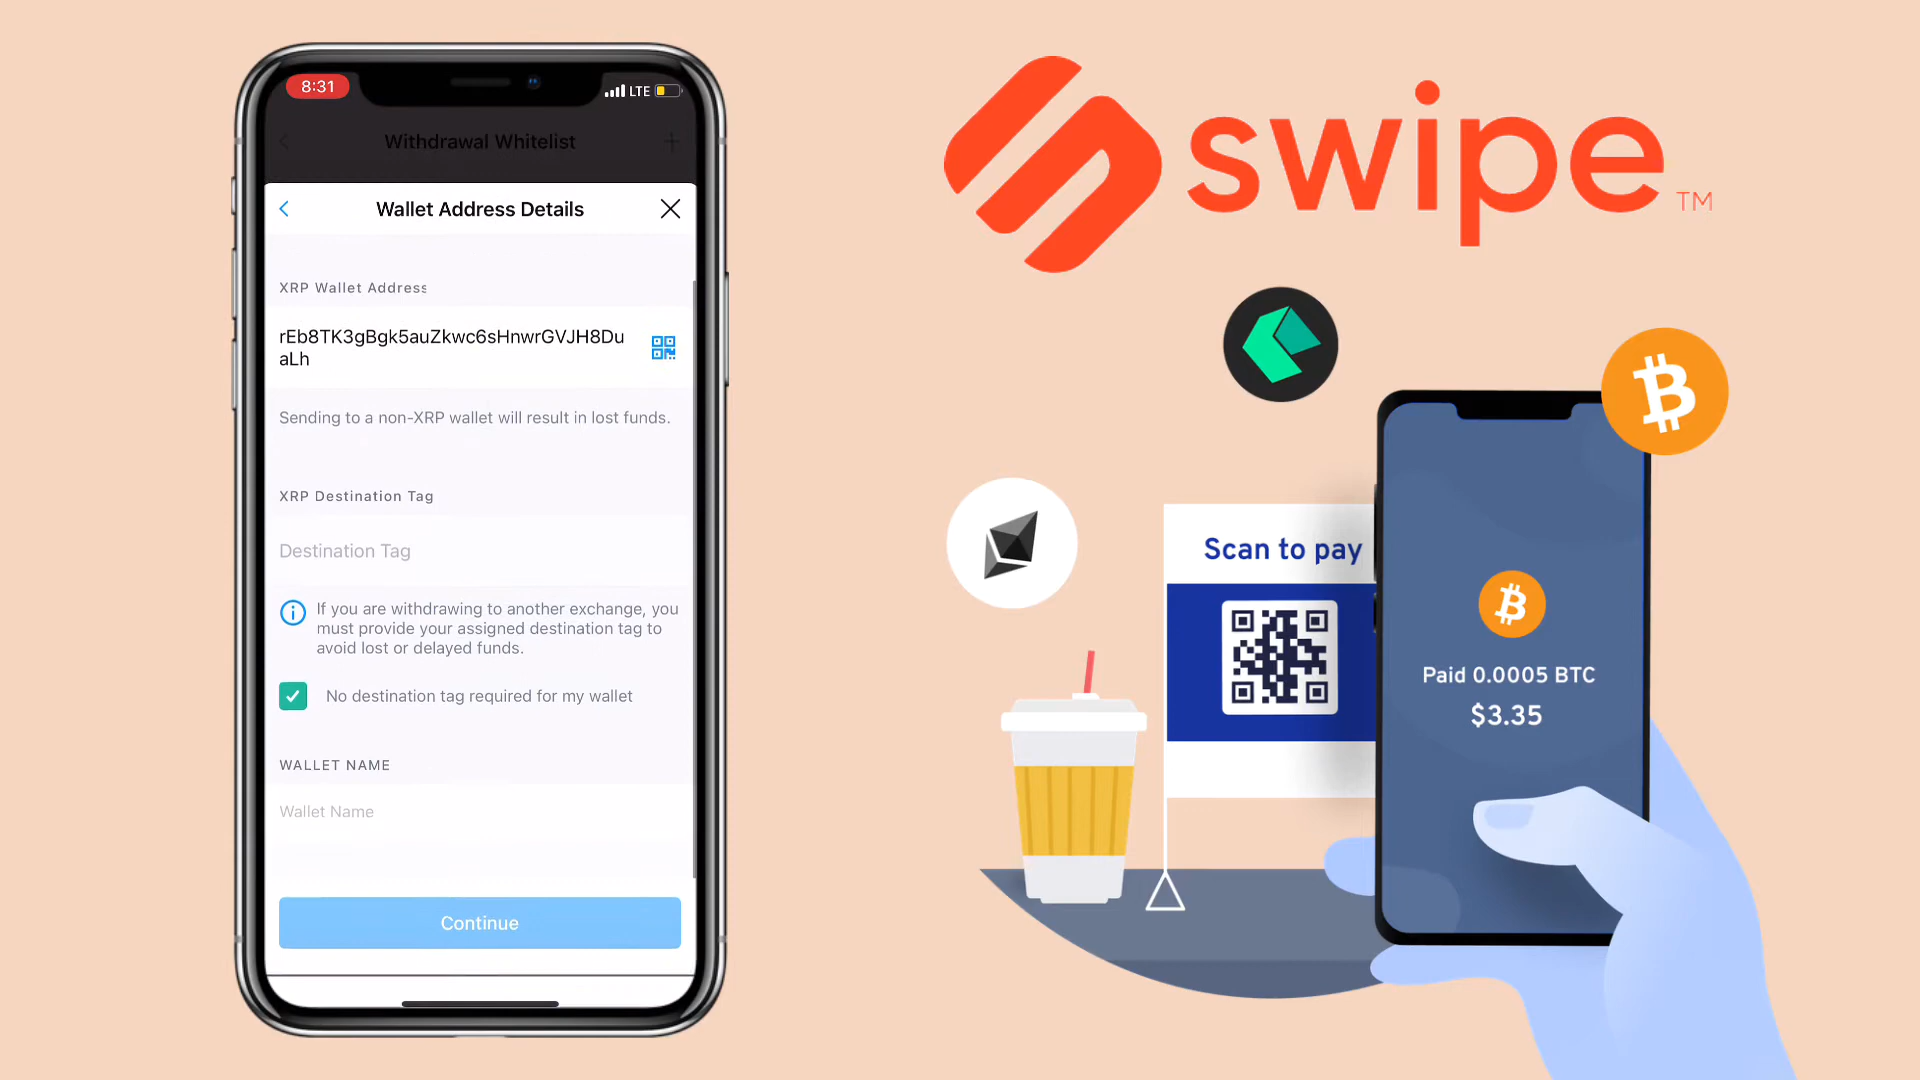 8:31
LTE
Withdrawal Whitelist
Wallet Address Details
XRP Wallet Address
rEb8TK3gBgk5auZkwc6sHnwrGVJH8Du
aLh
Sending to a non-XRP wallet will result in lost funds.
XRP Destination Tag
Destination Tag
If you are withdrawing to another exchange, you
must provide your assigned destination tag to
avoid lost or delayed funds.
No destination tag required for my wallet
WALLET NAME
Wallet Name
Continue
swipe TM
Scan to pay
Paid 0.0005 BTC
$3.35